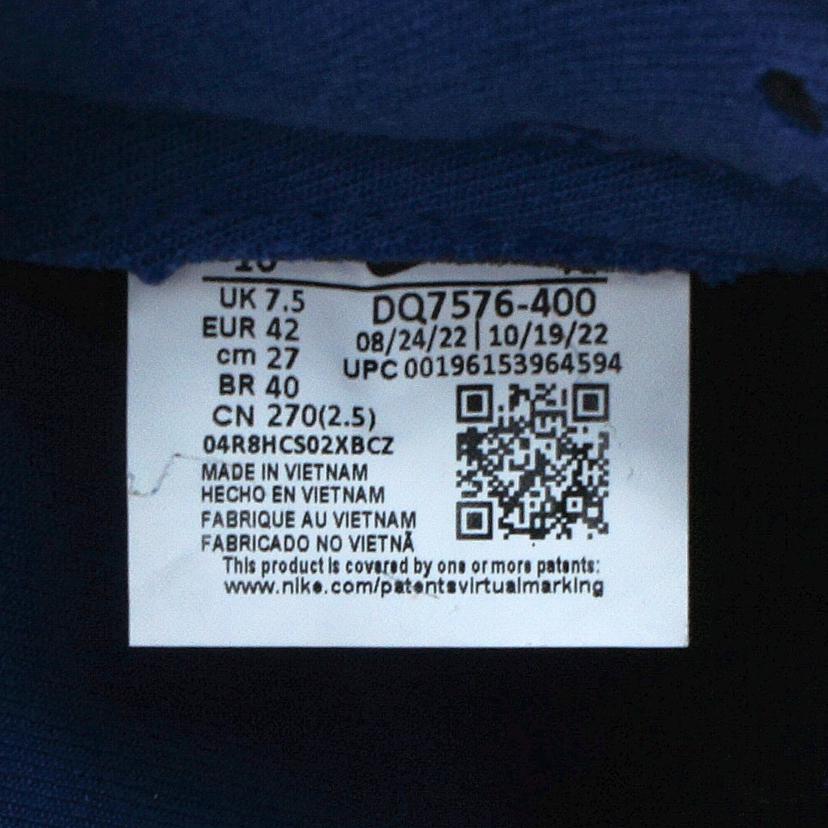 UK 7.5
EUR 42
cm 27
BR 40
CN 270(2.5)
04R8HCS02XBCZ
DQ7576-400
08/24/22 | 10/19/22
UPC 00196153964594
MADE IN VIETNAM
HECHO EN VIETNAM
FABRIQUE AU VIETNAM
FABRICADO NO VIETNÃ
This product is covered by one or more patents:
www.nike.com/patentsvirtualmarking